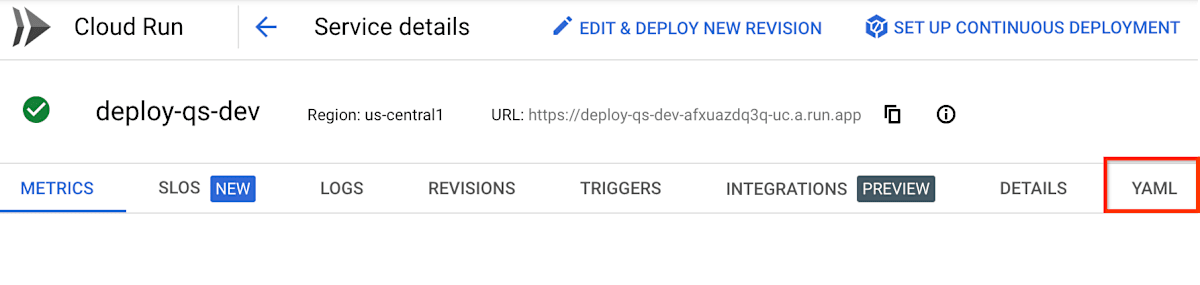 Cloud Run Service details EDIT & DEPLOY NEW REVISION SET UP CONTINUOUS DEPLOYMENT
deploy-qs-dev Region: us-central1 URL: https://deploy-qs-dev-afxuazdq3q-uc.a.run.app
METRICS SLOS NEW LOGS REVISIONS TRIGGERS INTEGRATIONS PREVIEW DETAILS YAML